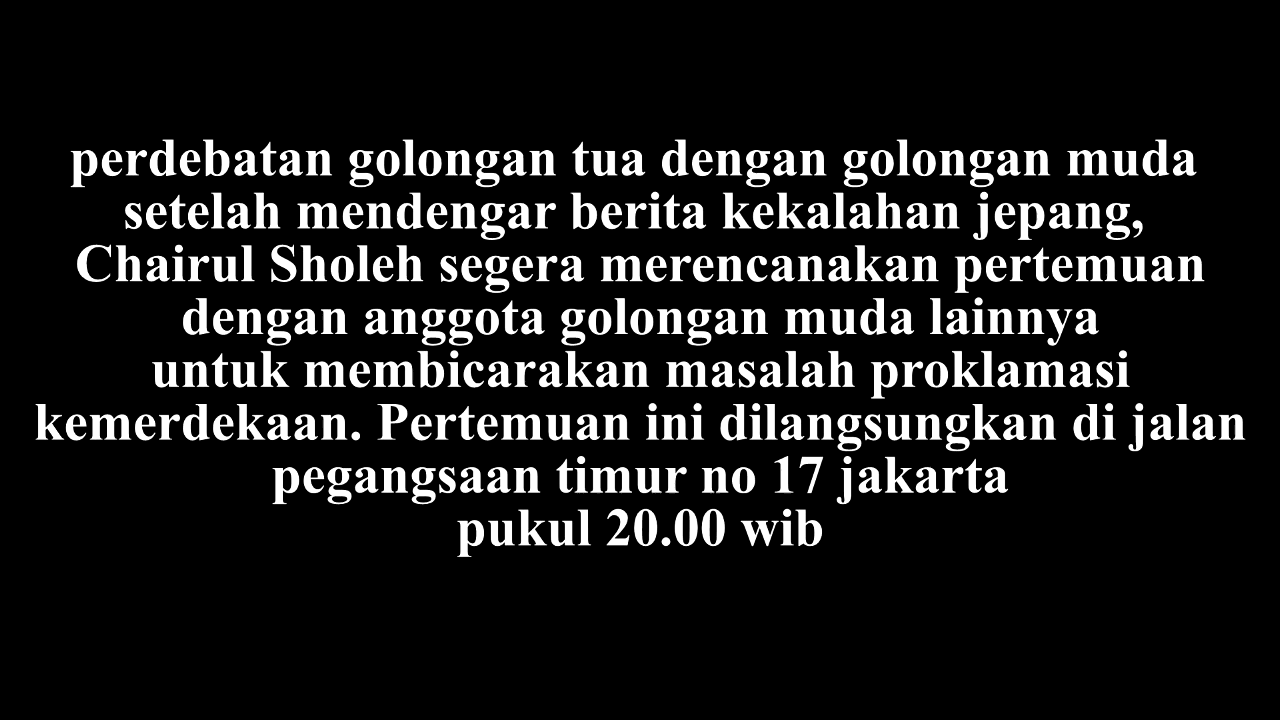 perdebatan golongan tua dengan golongan muda
setelah mendengar berita kekalahan jepang,
Chairul Sholeh segera merencanakan pertemuan
dengan anggota golongan muda lainnya
untuk membicarakan masalah proklamasi
kemerdekaan. Pertemuan ini dilangsungkan di jalan
pegangsaan timur no 17 jakarta
pukul 20.00 wib